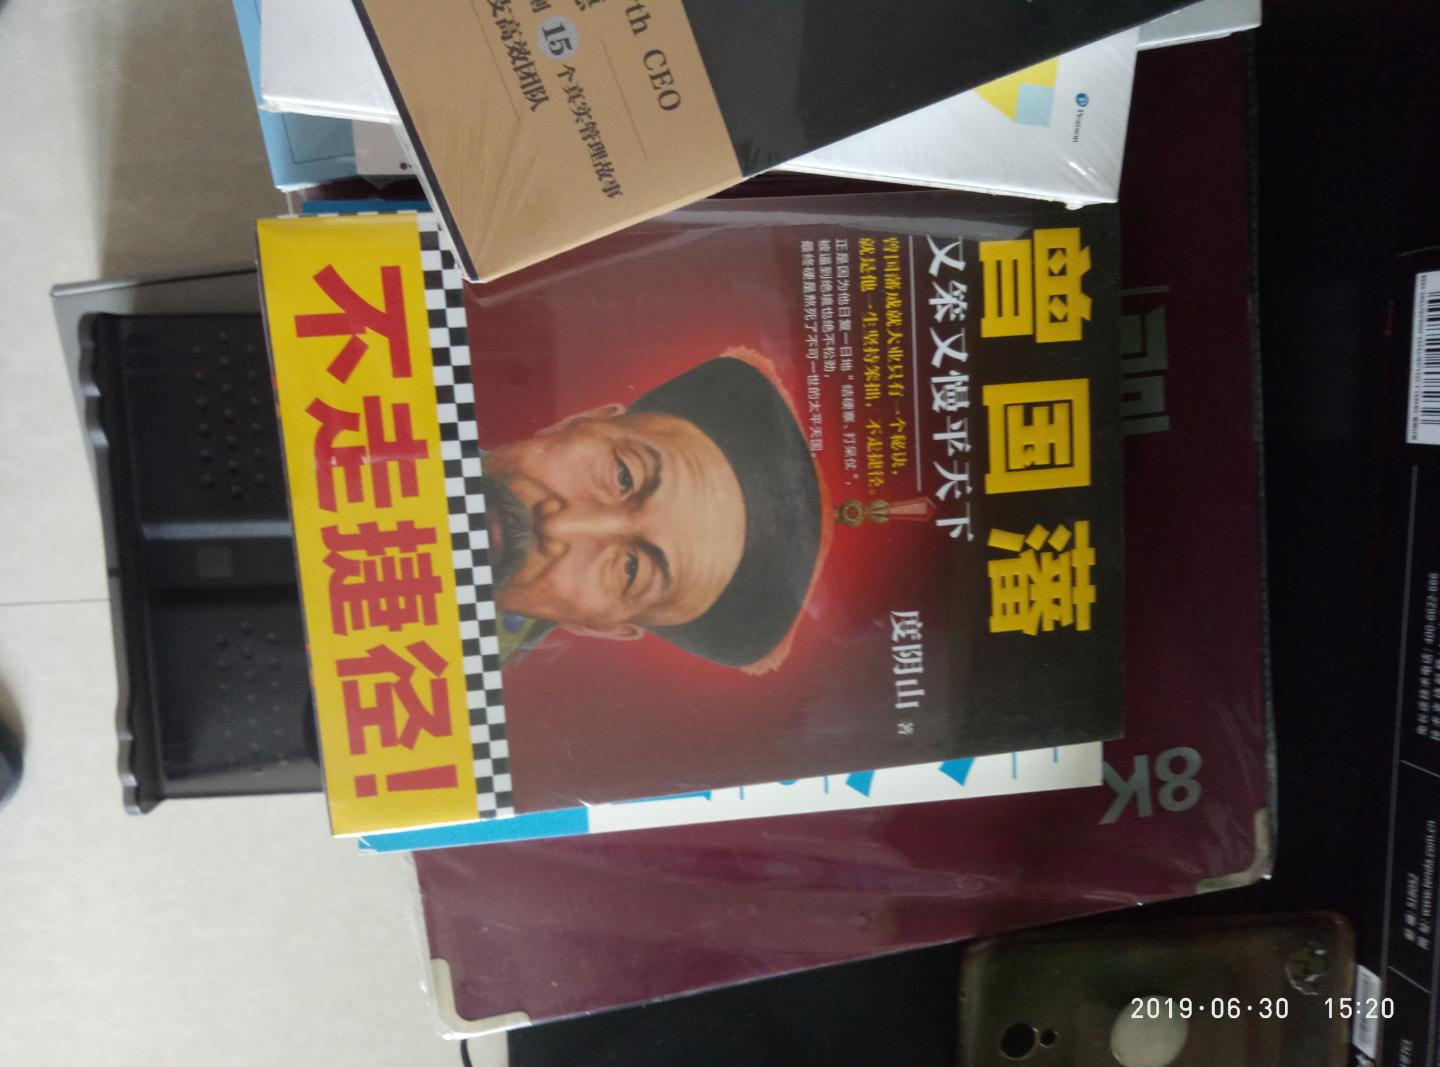 曾国藩
又笨又慢平天下
曾国藩成就大业只有一个秘诀，
就是他一生坚持笨拙，不走捷径。
正是因为他日复一日地“结硬寨、打呆仗”，
被逼到绝境也绝不松劲，
最终硬是熬死了不可一世的太平天国。
度阴山 著
不走捷径！
th CEO
15个真实管理故事
支高效团队
Pearson
8K
2019·06·30 15:20